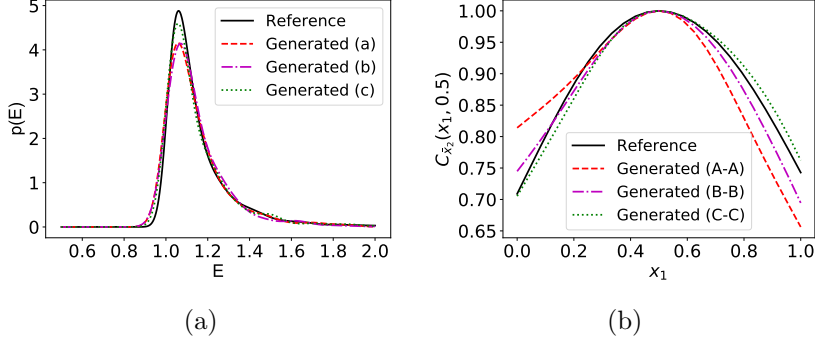 5
4
3
2
1
0
p(E)
0.6 0.8 1.0 1.2 1.4 1.6 1.8 2.0
E
Reference
Generated (a)
Generated (b)
Generated (c)
(a)
1.00
0.95
0.90
0.85
0.80
0.75
0.70
0.65
C_{x̄₂}(x₁, 0.5)
0.0 0.2 0.4 0.6 0.8 1.0
x₁
Reference
Generated (A-A)
Generated (B-B)
Generated (C-C)
(b)